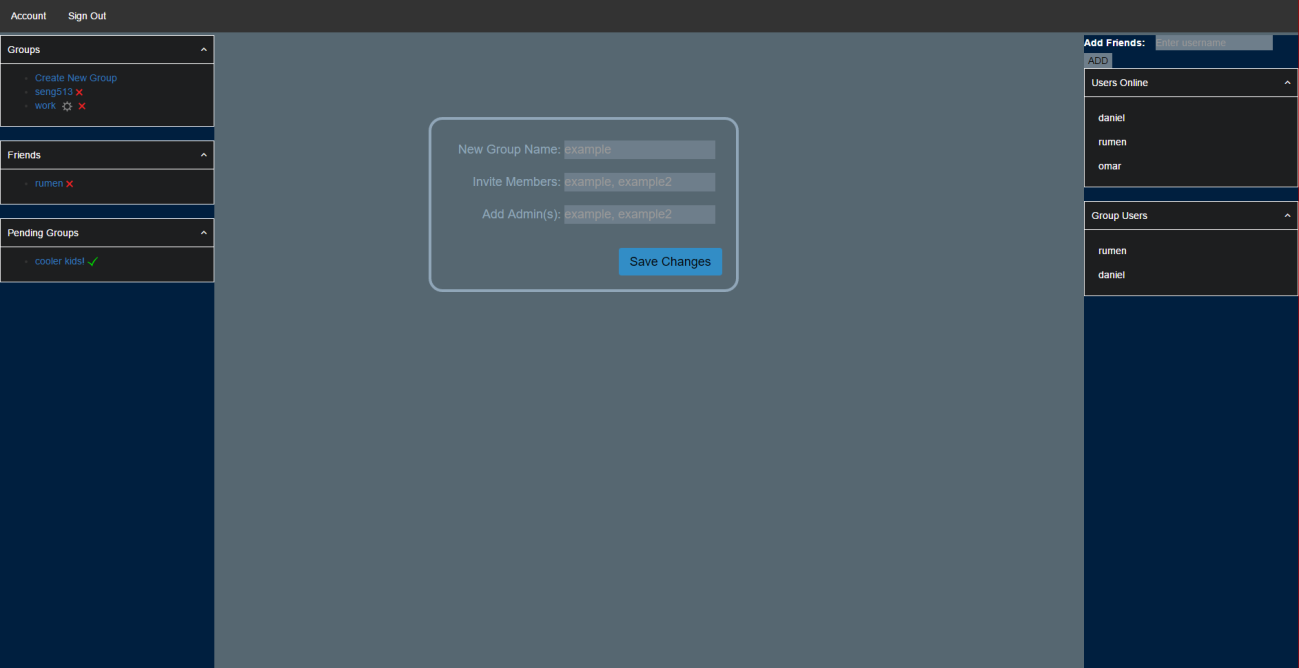 Account Sign Out
Groups
Create New Group
seng513
work
Friends
rumen
Pending Groups
cooler kids!
New Group Name: example
Invite Members: example, example2
Add Admin(s): example, example2
Save Changes
Add Friends: Enter username
ADD
Users Online
daniel
rumen
omar
Group Users
rumen
daniel